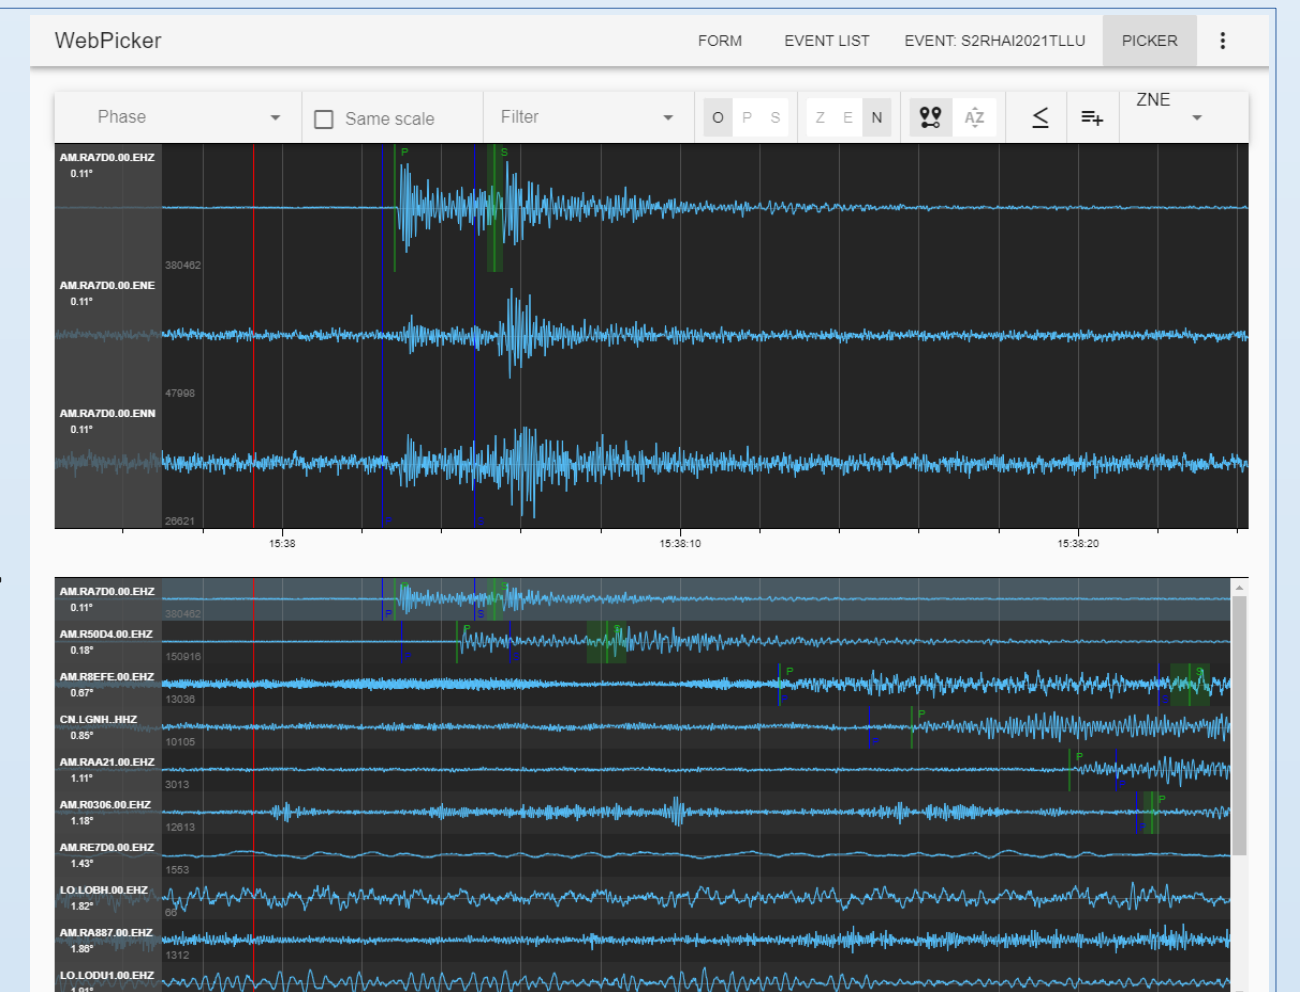 WebPicker FORM EVENT LIST EVENT: S2RHAI2021TLLU PICKER
Phase Same scale Filter O P S Z E N AZ ZNE
AM.RA7D0.00.EHZ P S
0.11°
380462
AM.RA7D0.00.ENE
0.11°
47998
AM.RA7D0.00.ENN
0.11°
26621 P S
15:38 15:38:10 15:38:20
AM.RA7D0.00.EHZ P S
0.11° P S
380462
AM.R50D4.00.EHZ P S
0.18° P S
150916
AM.R8EFE.00.EHZ P S
0.67° P S
13036
CN.LGNH..HHZ P
0.85° P
10105
AM.RAA21.00.EHZ P
1.11° P
3013
AM.R0306.00.EHZ P
1.18° P
12613
AM.RE7D0.00.EHZ
1.43°
1553
LO.LOBH.00.EHZ
1.82°
66
AM.RA887.00.EHZ
1.86°
1312
LO.LODU1.00.EHZ
1.91°